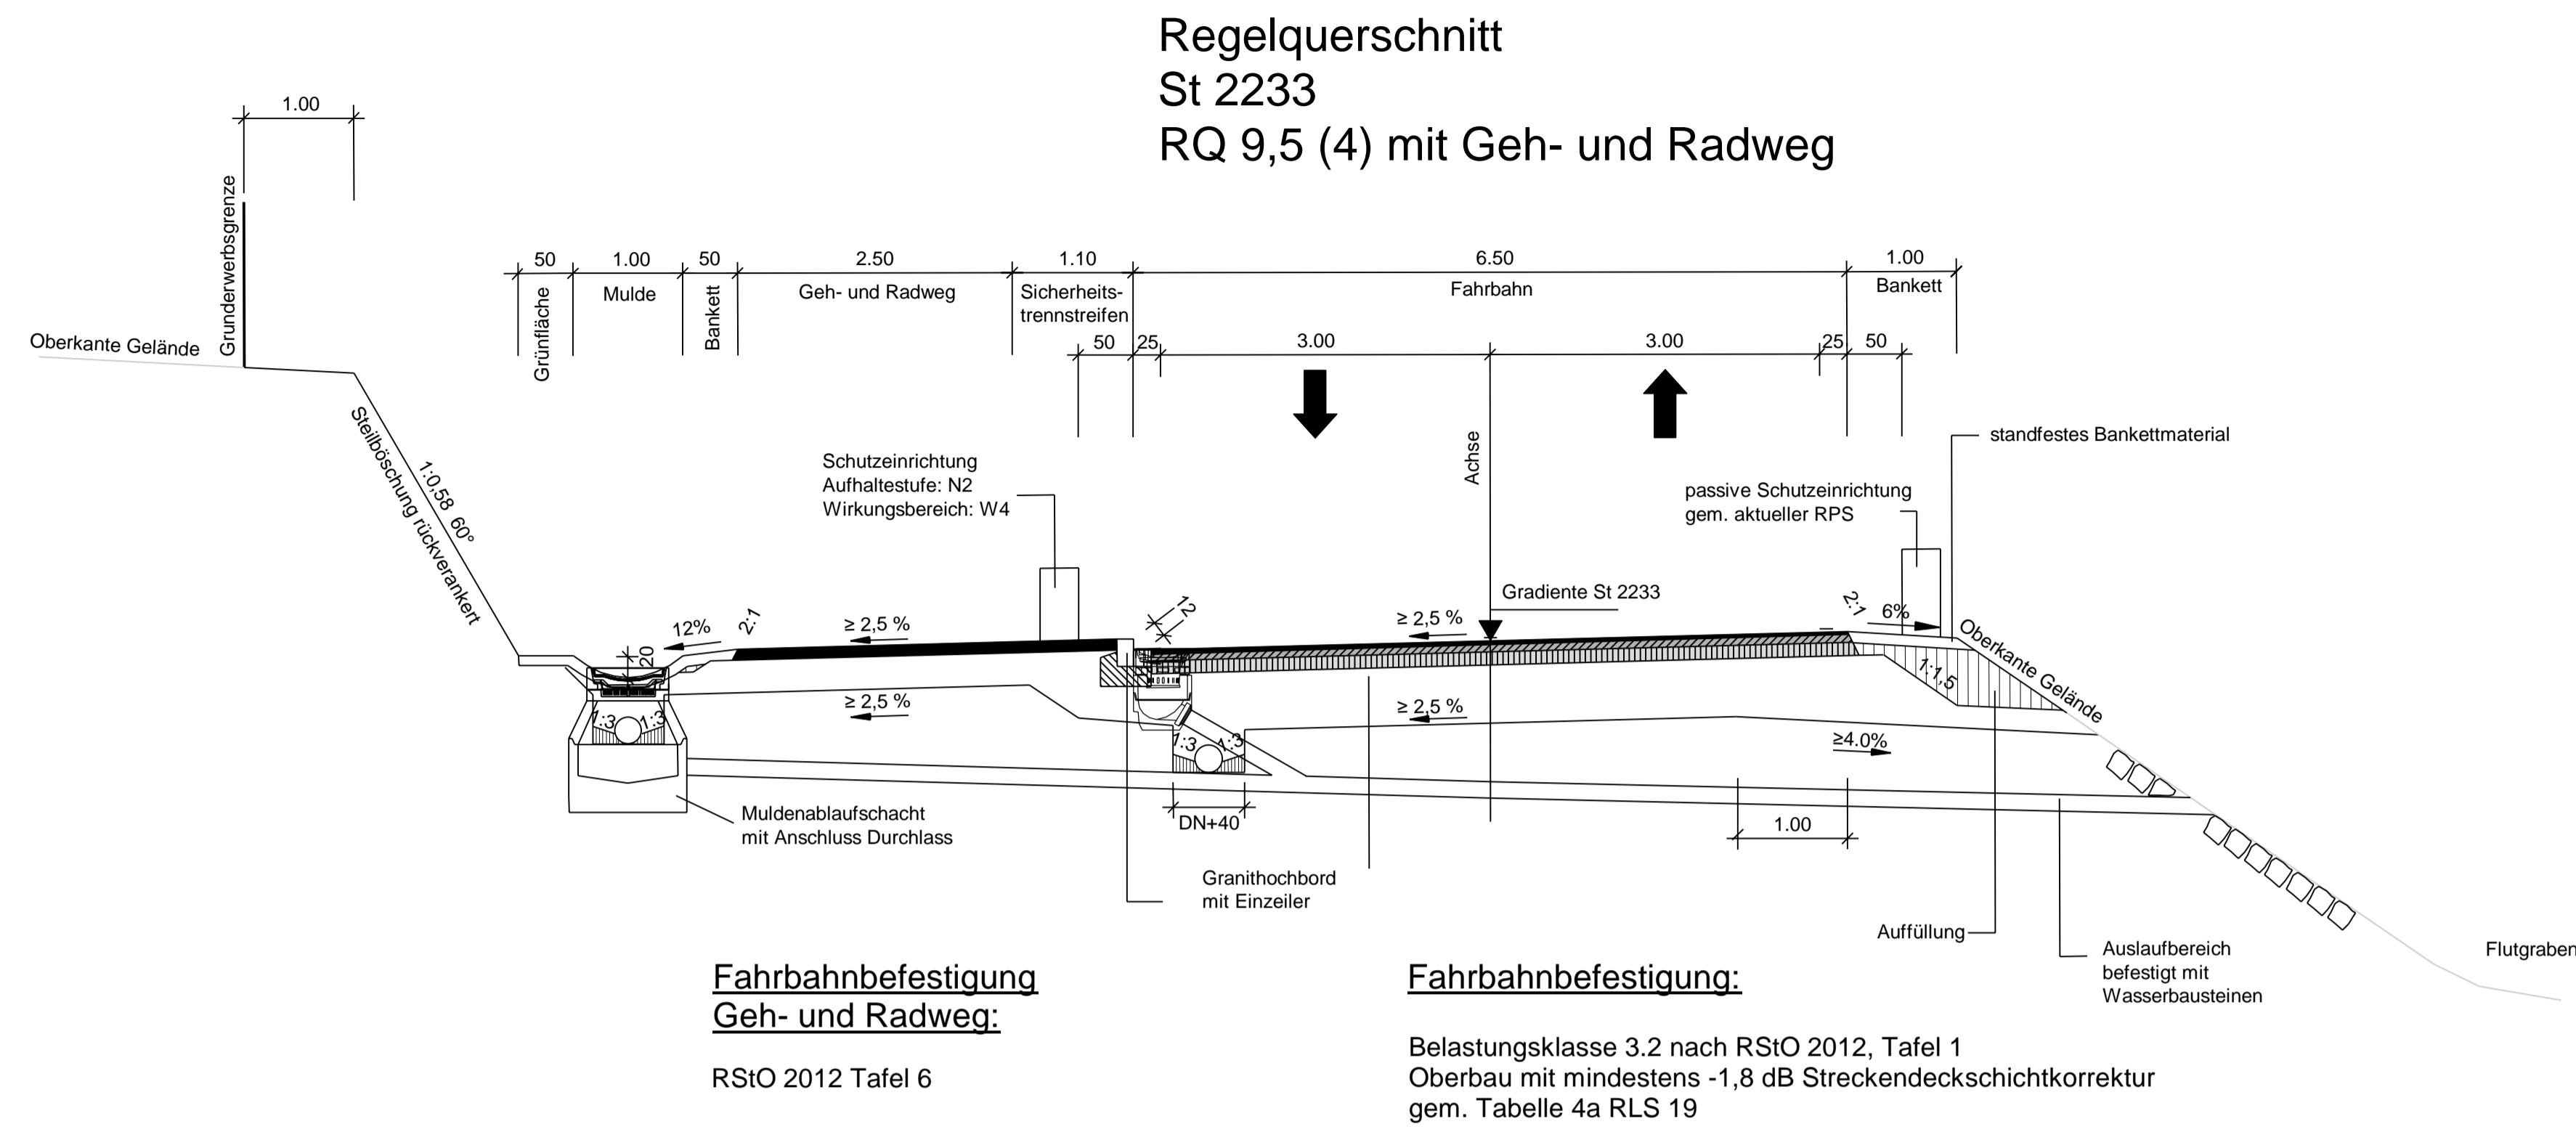 Regelquerschnitt
St 2233
RQ 9,5 (4) mit Geh- und Radweg
1.00
Grunderwerbsgrenze
Oberkante Gelände
50
1.00
50
2.50
1.10
6.50
1.00
Grünfläche
Mulde
Bankett
Geh- und Radweg
Sicherheits-
trennstreifen
Fahrbahn
Bankett
50
25
3.00
3.00
25
50
Steilböschung rückverankert
1:0,58 60°
Schutzeinrichtung
Aufhaltestufe: N2
Wirkungsbereich: W4
Achse
standfestes Bankettmaterial
passive Schutzeinrichtung
gem. aktueller RPS
Gradiente St 2233
12%
2:1
≥ 2,5 %
12
≥ 2,5 %
2:1
6%
Oberkante Gelände
20
1:1,5
≥ 2,5 %
≥ 2,5 %
≥4.0%
1:3
1:3
1:3
1:3
Muldenablaufschacht
mit Anschluss Durchlass
DN+40
1.00
Granithochbord
mit Einzeiler
Auffüllung
Auslaufbereich
befestigt mit
Wasserbausteinen
Flutgraben
Fahrbahnbefestigung
Geh- und Radweg:
RStO 2012 Tafel 6
Fahrbahnbefestigung:
Belastungsklasse 3.2 nach RStO 2012, Tafel 1
Oberbau mit mindestens -1,8 dB Streckendeckschichtkorrektur
gem. Tabelle 4a RLS 19